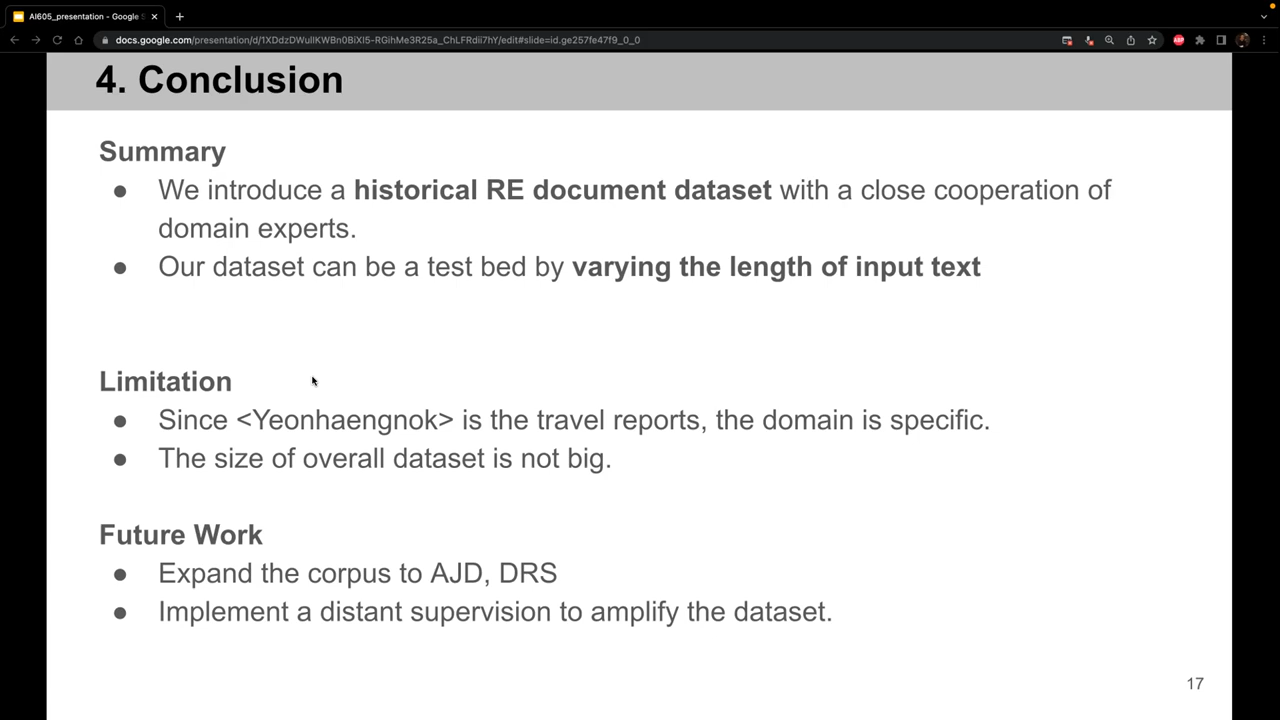 AI605_presentation - Google S
docs.google.com/presentation/d/1XDdzDWulIKWBn0BiXI5-RGihMe3R25a_ChLFRdii7hY/edit#slide=id.ge257fe47f9_0_0
ABP
4. Conclusion
Summary
● We introduce a historical RE document dataset with a close cooperation of
domain experts.
● Our dataset can be a test bed by varying the length of input text
Limitation
● Since <Yeonhaengnok> is the travel reports, the domain is specific.
● The size of overall dataset is not big.
Future Work
● Expand the corpus to AJD, DRS
● Implement a distant supervision to amplify the dataset.
17